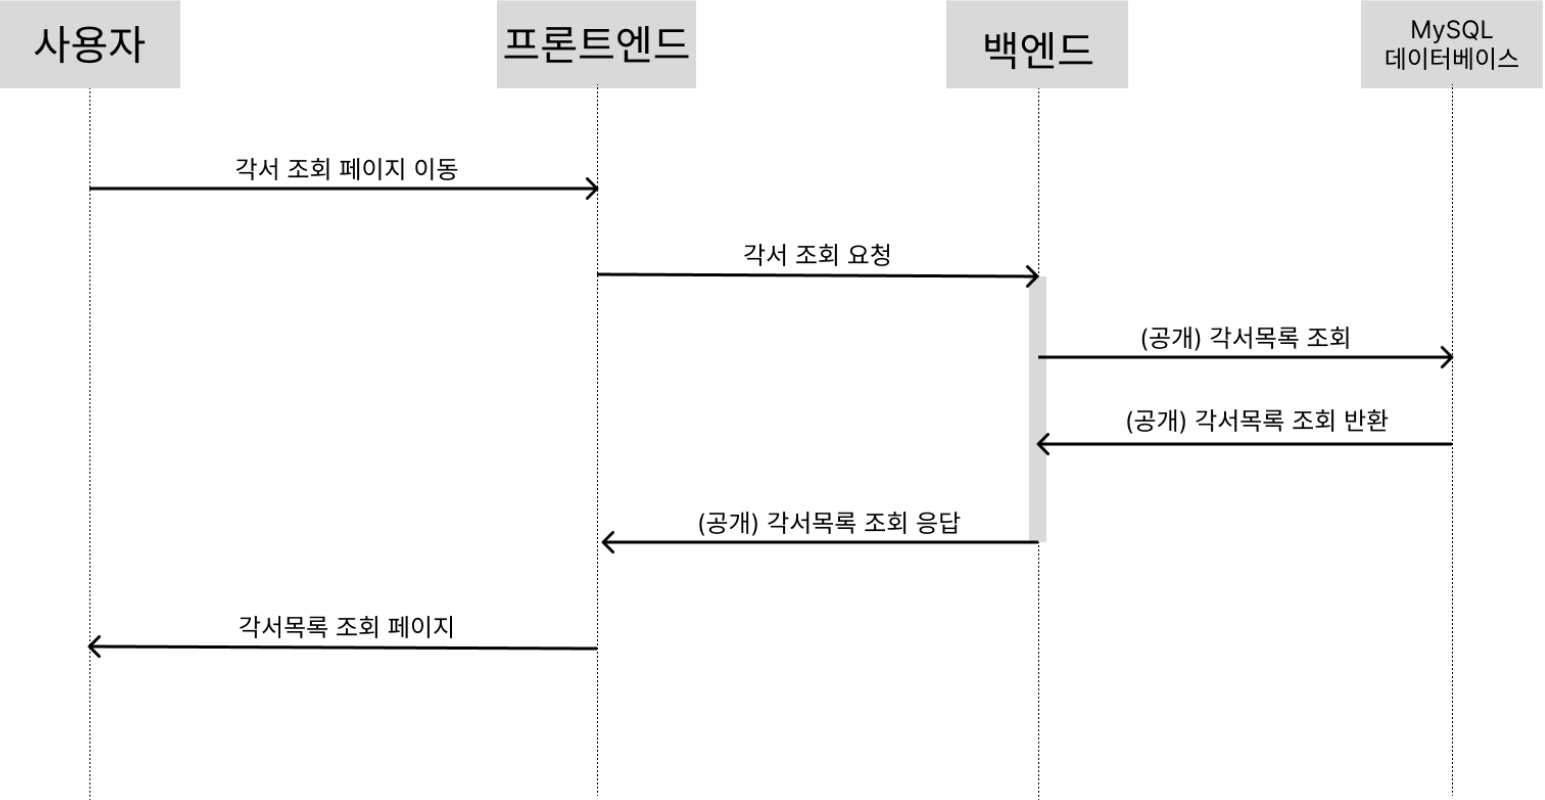 사용자
프론트엔드
백엔드
MySQL
데이터베이스
각서 조회 페이지 이동
각서 조회 요청
(공개) 각서목록 조회
(공개) 각서목록 조회 반환
(공개) 각서목록 조회 응답
각서목록 조회 페이지